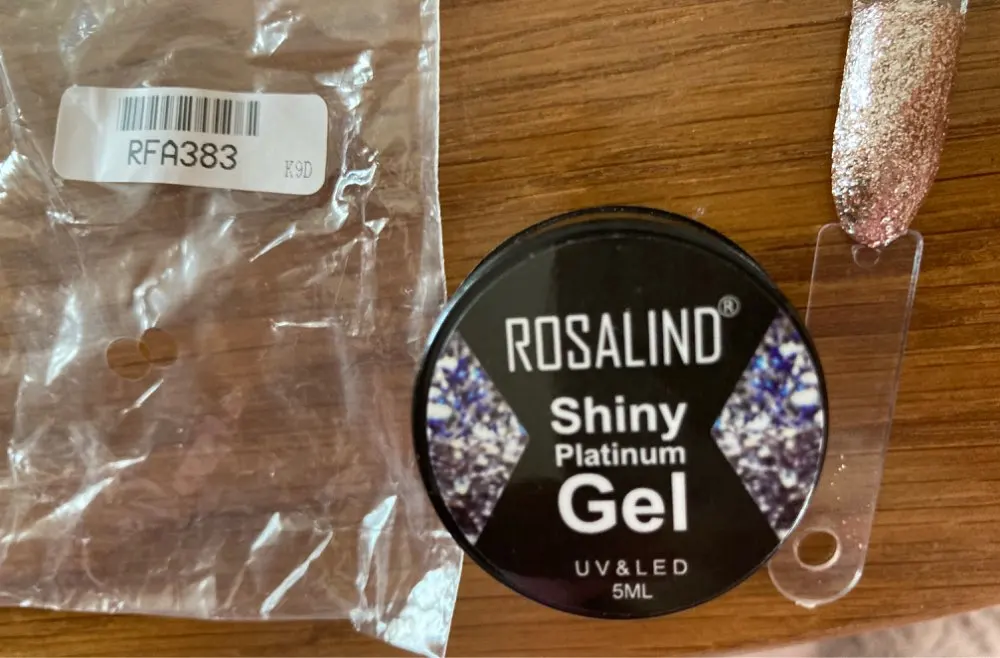 RFA383
K9D
ROSALIND®
Shiny
Platinum
Gel
UV&LED
5ML